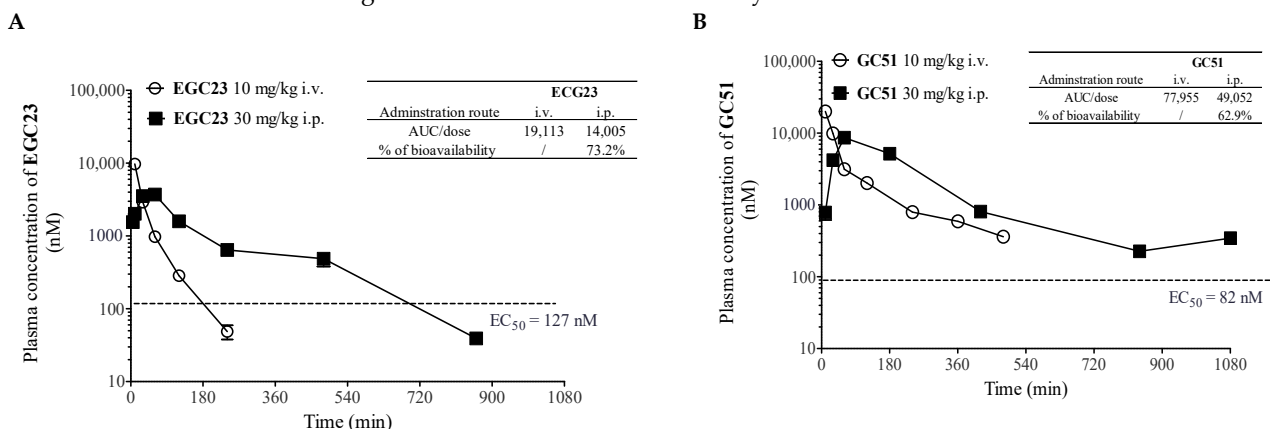 A
EGC23 10 mg/kg i.v.
EGC23 30 mg/kg i.p.
ECG23
Adminstration route i.v. i.p.
AUC/dose 19,113 14,005
% of bioavailability / 73.2%
Plasma concentration of EGC23
(nM)
100,000
10,000
1000
100
10
EC50 = 127 nM
0 180 360 540 720 900 1080
Time (min)
B
GC51 10 mg/kg i.v.
GC51 30 mg/kg i.p.
GC51
Adminstration route i.v. i.p.
AUC/dose 77,955 49,052
% of bioavailability / 62.9%
Plasma concentration of GC51
(nM)
100,000
10,000
1000
100
10
EC50 = 82 nM
0 180 360 540 720 900 1080
Time (min)